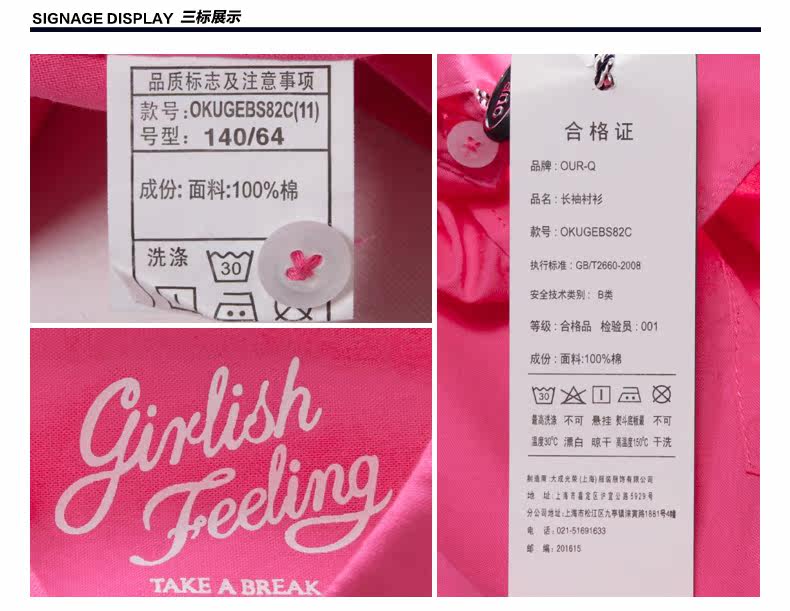 SIGNAGE DISPLAY 三标展示
品质标志及注意事项
款号:OKUGEBS82C(11)
号型: 140/64
成份: 面料:100%棉
洗涤
30
Girlish
Feeling
TAKE A BREAK
合格证
品牌 : OUR-Q
品名 : 长袖衬衫
款号 : OKUGEBS82C
执行标准 : GB/T2660-2008
安全技术类别 : B类
等级 : 合格品 检验员 : 001
成份 : 面料:100%棉
30
最高洗涤 不可 悬挂 熨斗底板最 不可
温度30℃ 漂白 晾干 高温度150℃ 干洗
制造商 :大成光荣 (上海) 服装服饰有限公司
地 址 :上海市嘉定区沪宜公路5929号
分公司地址:上海市松江区九亭镇涞寅路1881号4幢
电 话: 021-51691633
邮 编: 201615